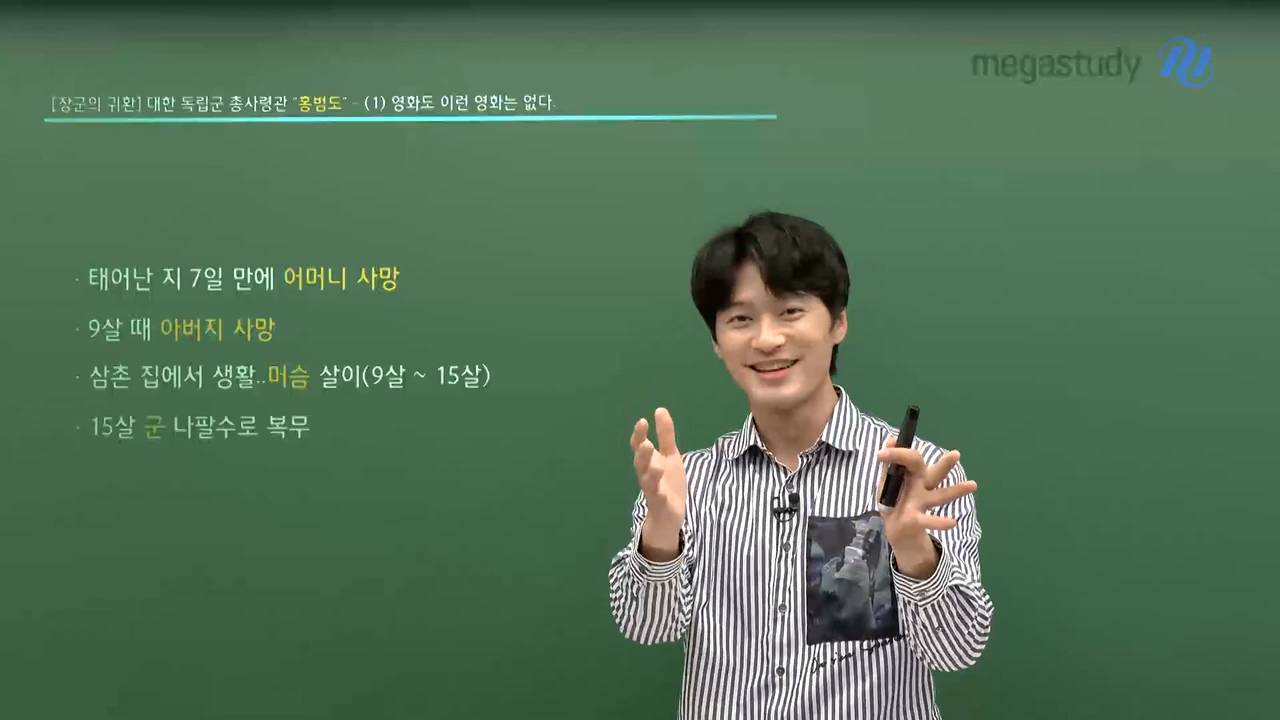 megastudy
[장군의 귀환] 대한 독립군 총사령관 "홍범도" - (1) 영화도 이런 영화는 없다.
· 태어난 지 7일 만에 어머니 사망
· 9살 때 아버지 사망
· 삼촌 집에서 생활..머슴 살이(9살 ~ 15살)
· 15살 군 나팔수로 복무